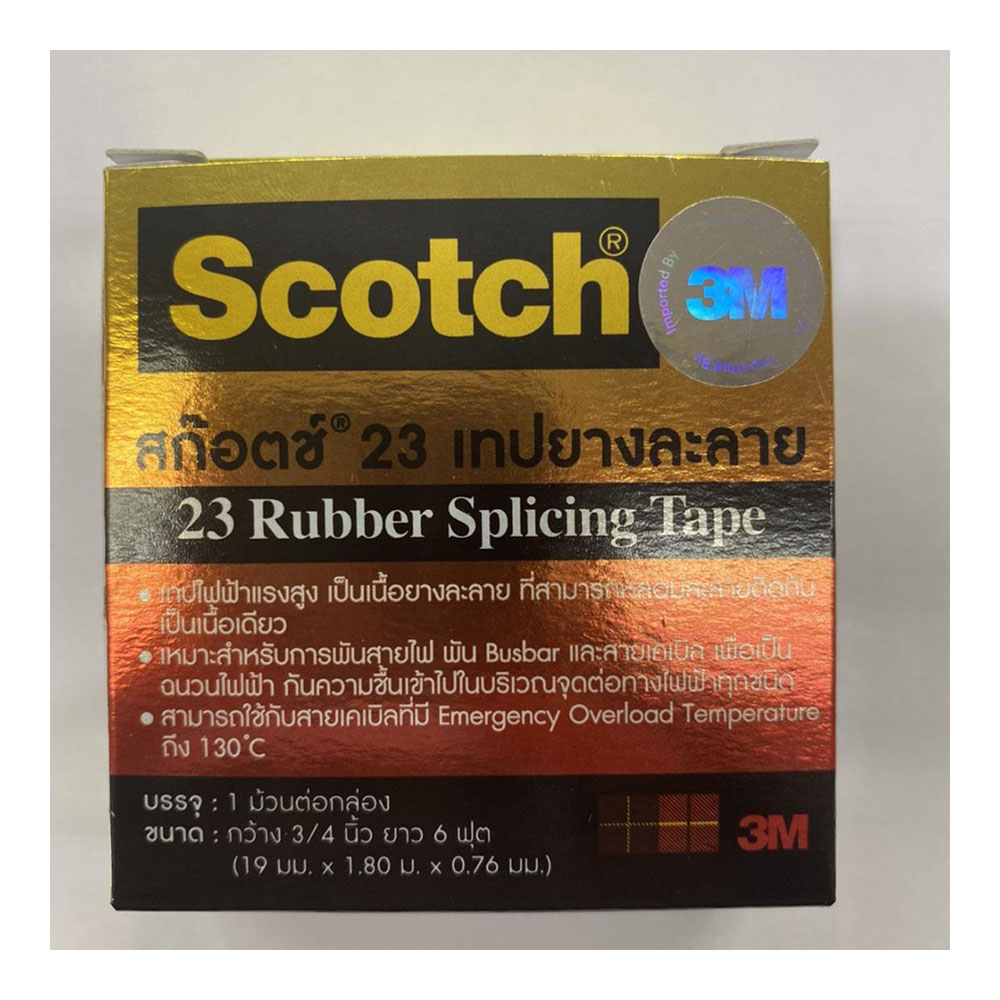 Scotch®
Imported By
3M
สก๊อตช์® 23 เทปยางละลาย
23 Rubber Splicing Tape
• เทปไฟฟ้าแรงสูง เป็นเนื้อยางละลาย ที่สามารถหลอมละลายติดกัน
เป็นเนื้อเดียว
• เหมาะสำหรับการพันสายไฟ พัน Busbar และสายเคเบิล เพื่อเป็น
ฉนวนไฟฟ้า กันความชื้นเข้าไปในบริเวณจุดต่อทางไฟฟ้าทุกชนิด
• สามารถใช้กับสายเคเบิลที่มี Emergency Overload Temperature
ถึง 130°C
บรรจุ : 1 ม้วนต่อกล่อง
ขนาด : กว้าง 3/4 นิ้ว ยาว 6 ฟุต
(19 มม. x 1.80 ม. x 0.76 มม.)
3M